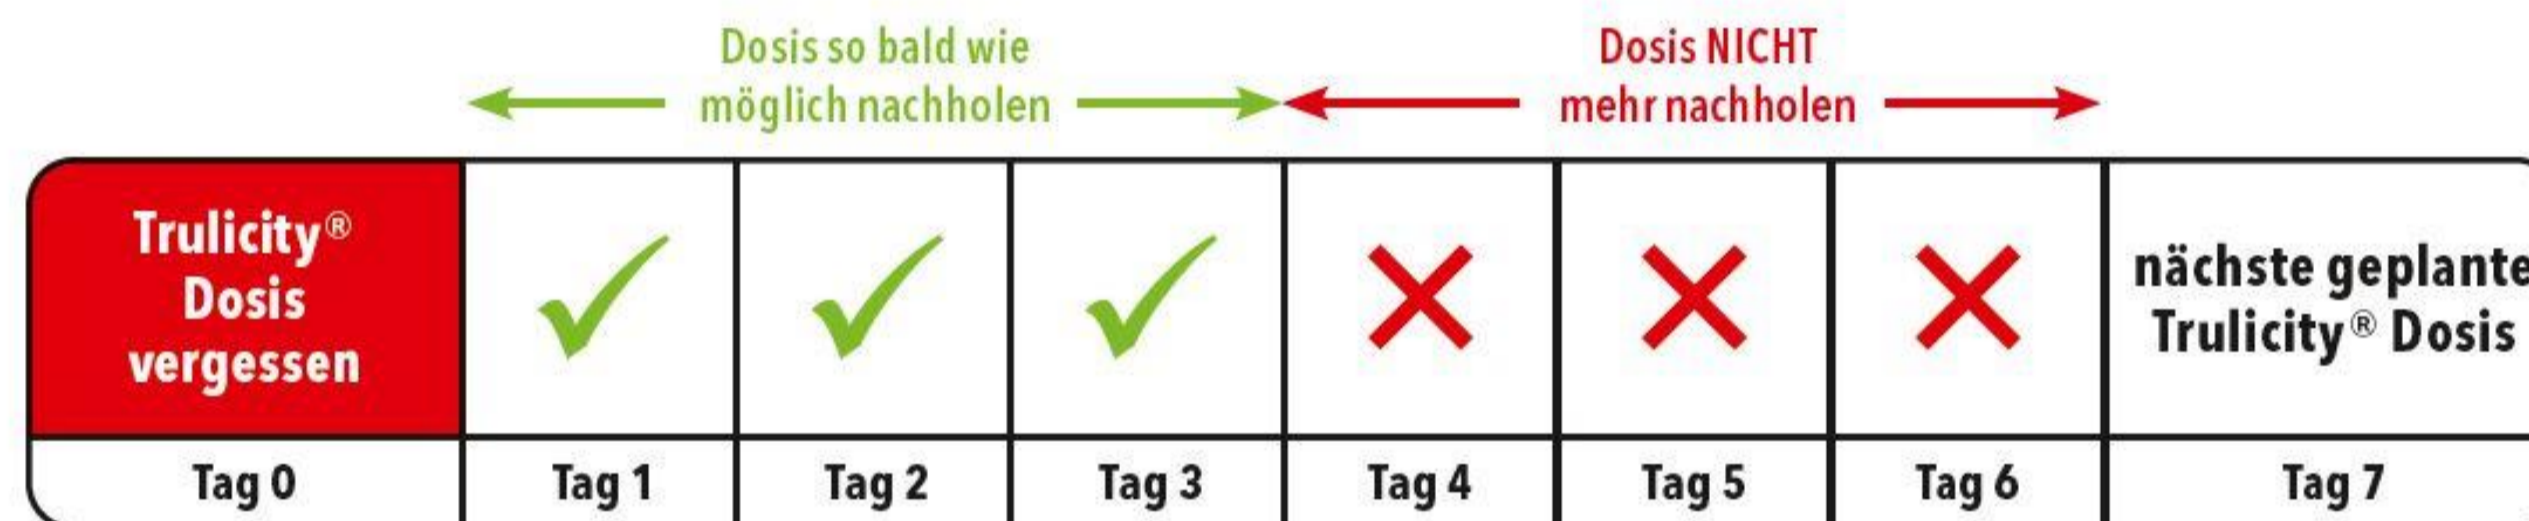 Dosis so bald wie
möglich nachholen
Dosis NICHT
mehr nachholen
Trulicity®
Dosis
vergessen
nächste geplante
Trulicity® Dosis
Tag 0
Tag 1
Tag 2
Tag 3
Tag 4
Tag 5
Tag 6
Tag 7